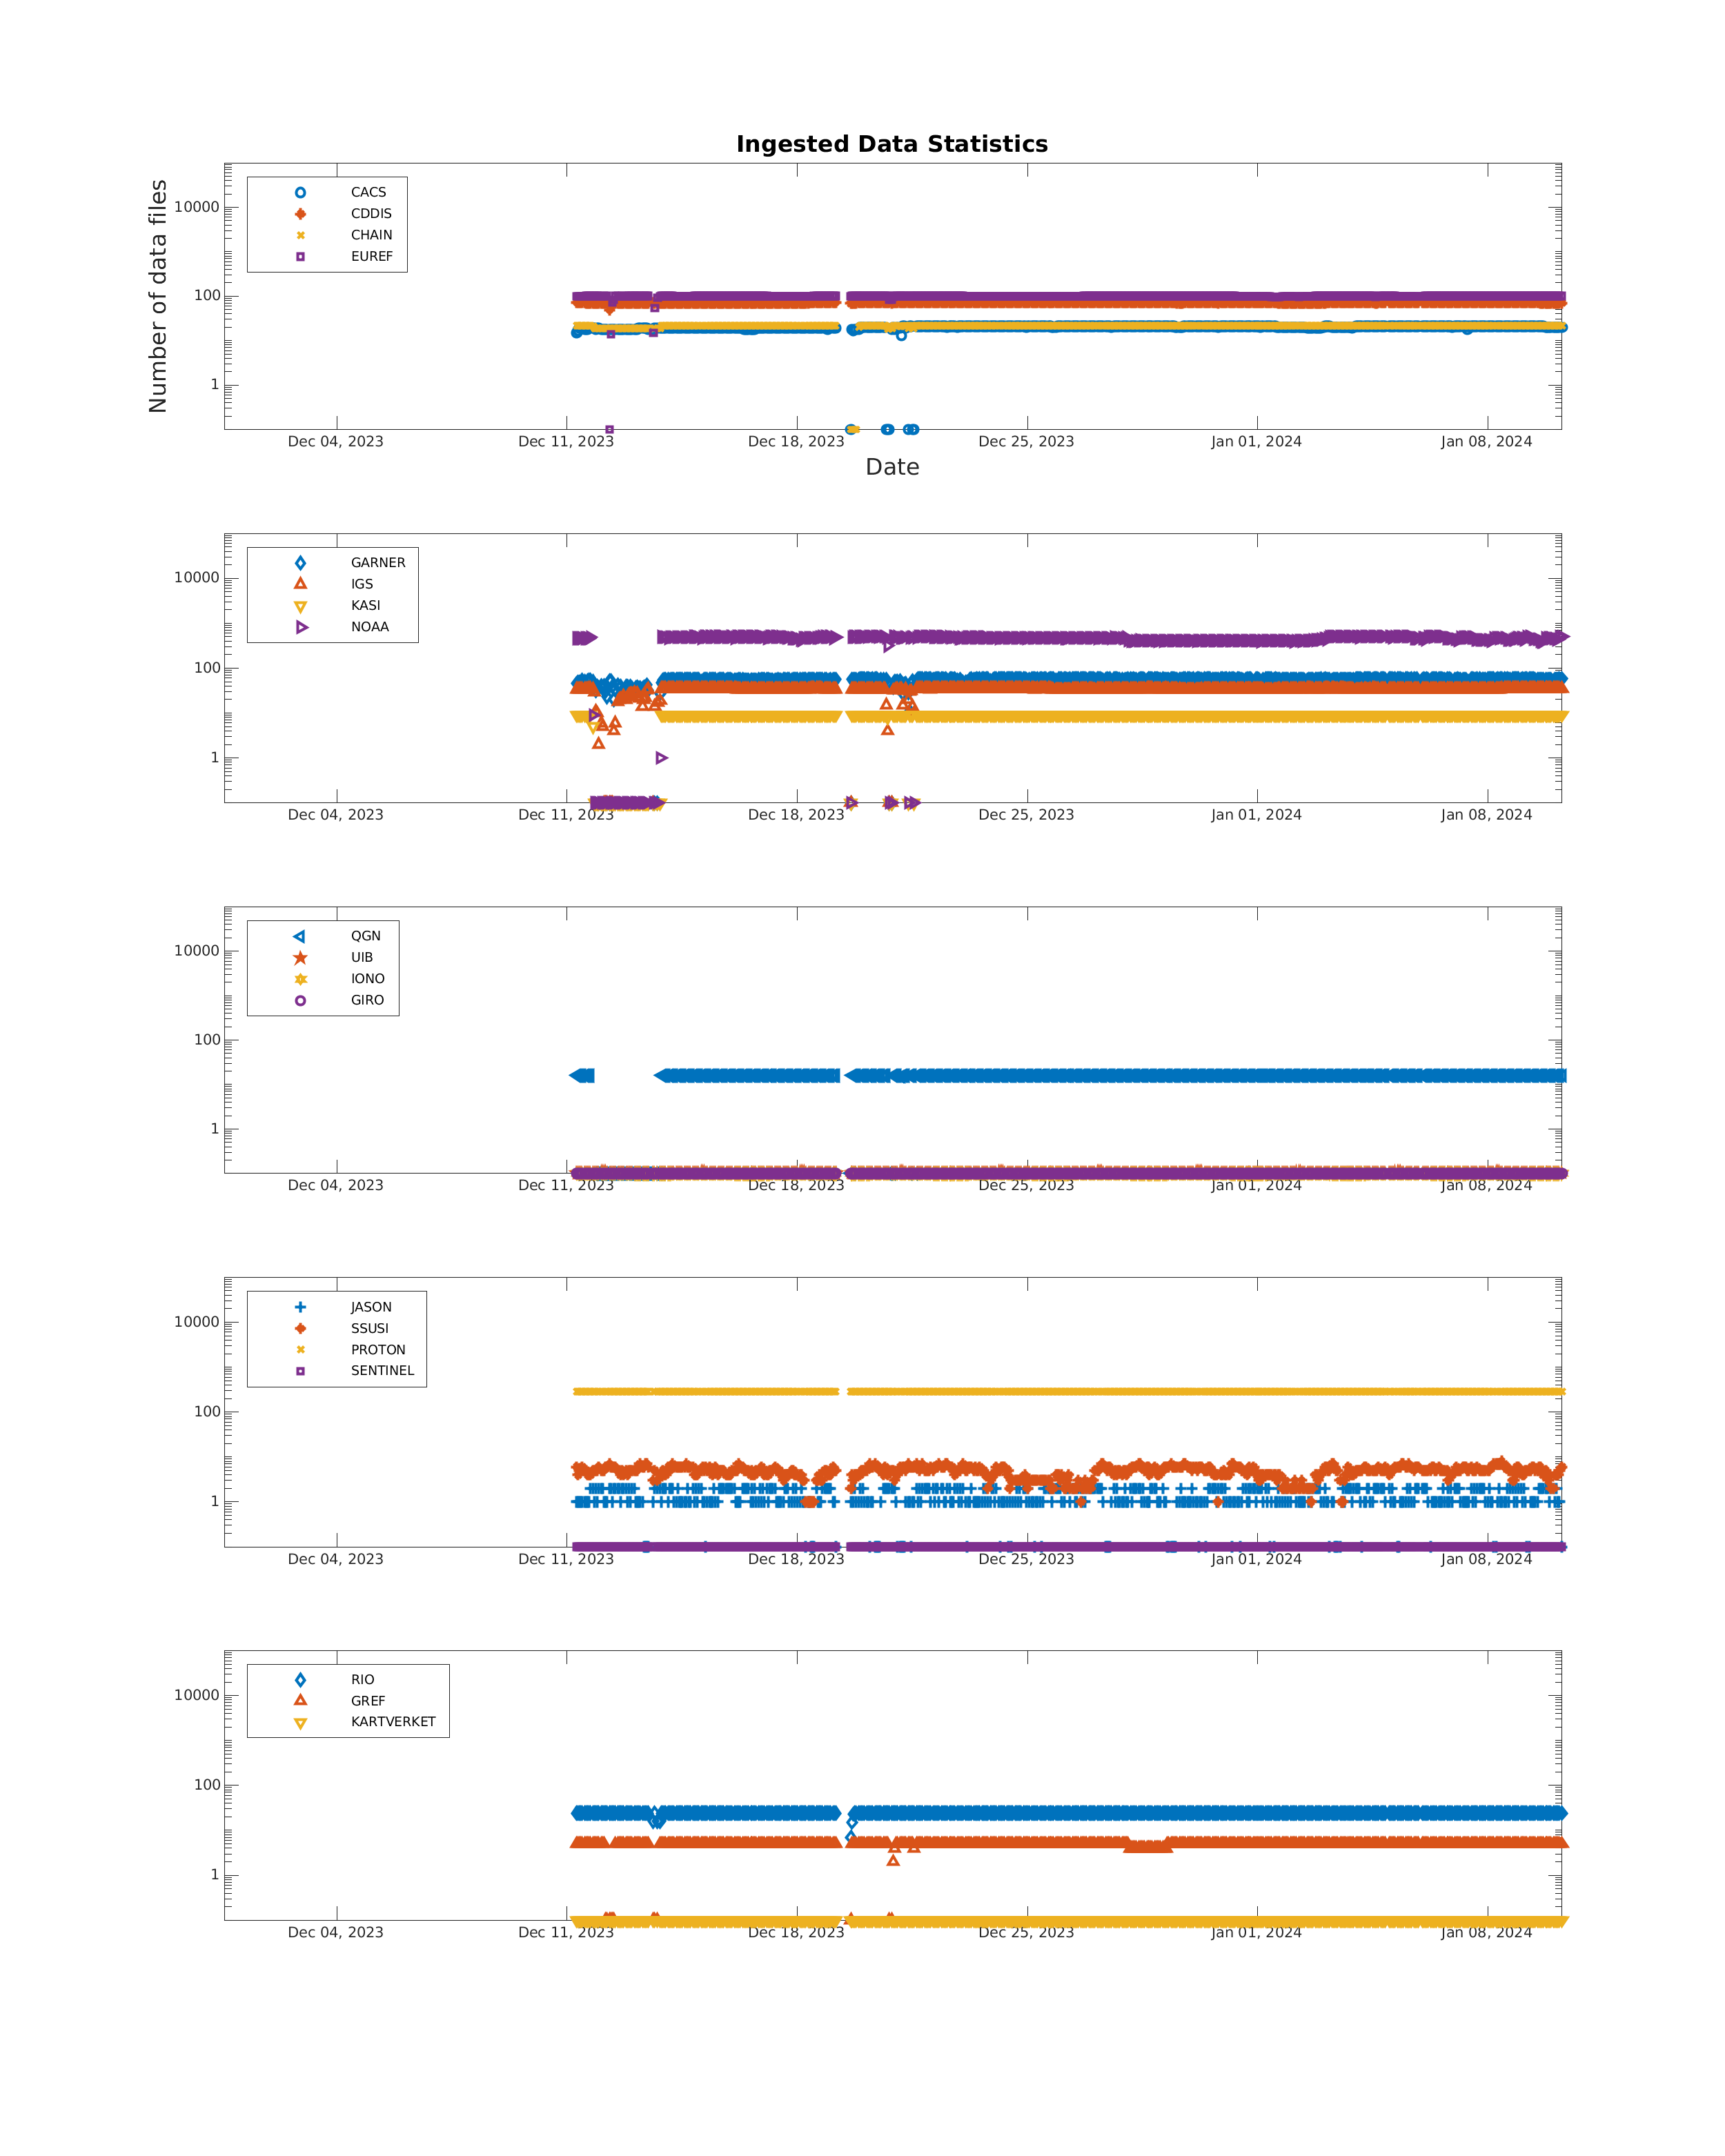 Ingested Data Statistics
Number of data files
CACS
CDDIS
CHAIN
EUREF
10000
100
1
Dec 04, 2023 Dec 11, 2023 Dec 18, 2023 Dec 25, 2023 Jan 01, 2024 Jan 08, 2024
Date
GARNER
IGS
KASI
NOAA
10000
100
1
Dec 04, 2023 Dec 11, 2023 Dec 18, 2023 Dec 25, 2023 Jan 01, 2024 Jan 08, 2024
QGN
UIB
IONO
GIRO
10000
100
1
Dec 04, 2023 Dec 11, 2023 Dec 18, 2023 Dec 25, 2023 Jan 01, 2024 Jan 08, 2024
JASON
SSUSI
PROTON
SENTINEL
10000
100
1
Dec 04, 2023 Dec 11, 2023 Dec 18, 2023 Dec 25, 2023 Jan 01, 2024 Jan 08, 2024
RIO
GREF
KARTVERKET
10000
100
1
Dec 04, 2023 Dec 11, 2023 Dec 18, 2023 Dec 25, 2023 Jan 01, 2024 Jan 08, 2024